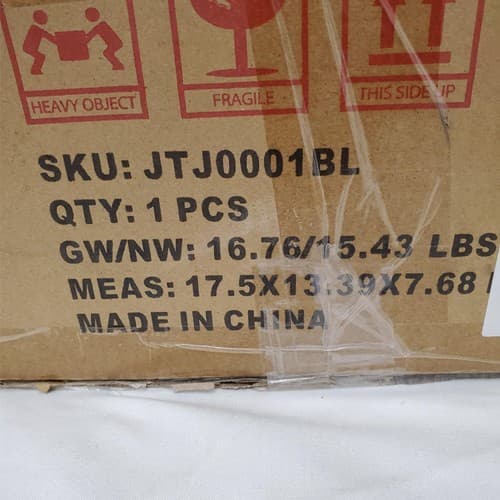 HEAVY OBJECT
FRAGILE
THIS SIDE UP
SKU: JTJ0001BL
QTY: 1 PCS
GW/NW: 16.76/15.43 LBS
MEAS: 17.5X13.39X7.68
MADE IN CHINA